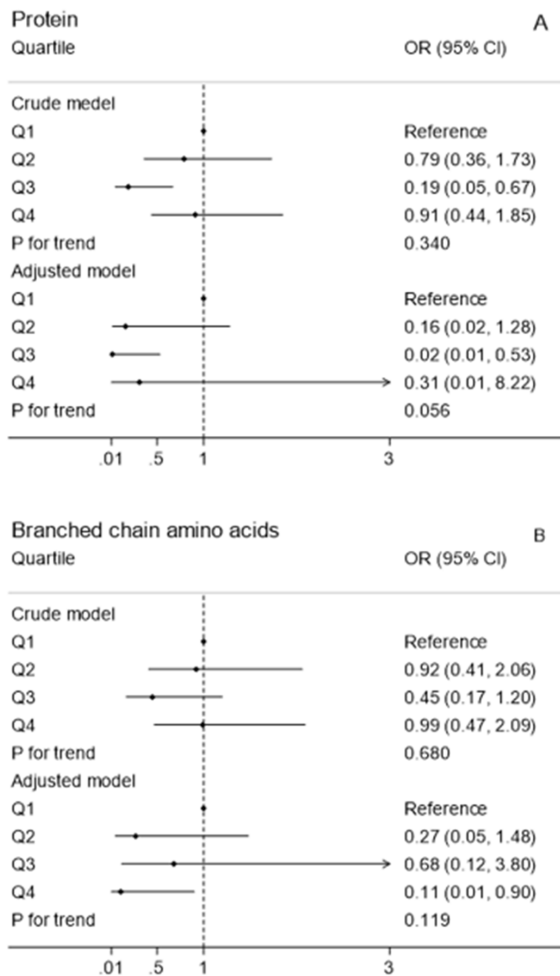 Protein A
Quartile OR (95% CI)
Crude medel
Q1 Reference
Q2 0.79 (0.36, 1.73)
Q3 0.19 (0.05, 0.67)
Q4 0.91 (0.44, 1.85)
P for trend 0.340
Adjusted model
Q1 Reference
Q2 0.16 (0.02, 1.28)
Q3 0.02 (0.01, 0.53)
Q4 0.31 (0.01, 8.22)
P for trend 0.056
.01 .5 1 3
Branched chain amino acids B
Quartile OR (95% CI)
Crude model
Q1 Reference
Q2 0.92 (0.41, 2.06)
Q3 0.45 (0.17, 1.20)
Q4 0.99 (0.47, 2.09)
P for trend 0.680
Adjusted model
Q1 Reference
Q2 0.27 (0.05, 1.48)
Q3 0.68 (0.12, 3.80)
Q4 0.11 (0.01, 0.90)
P for trend 0.119
.01 .5 1 3